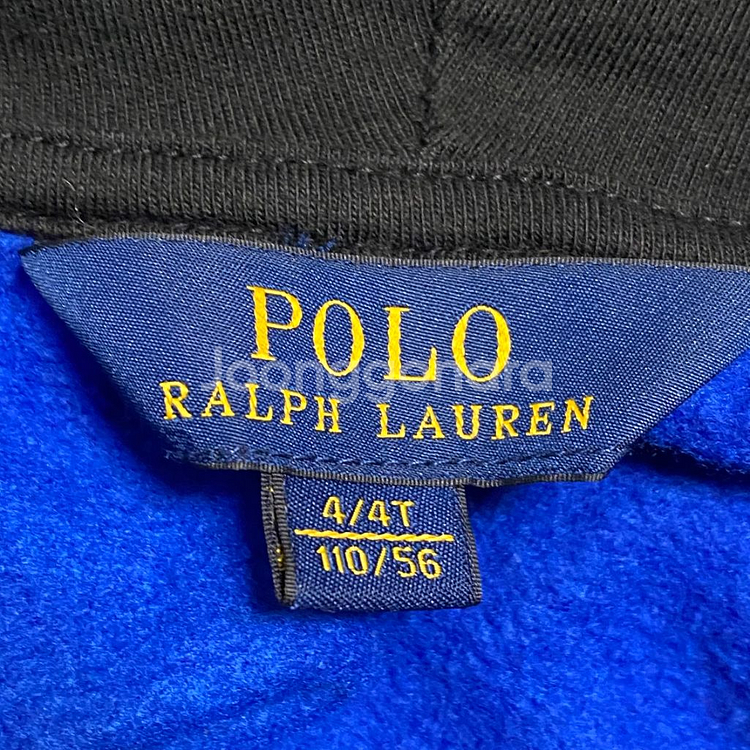 POLO
Joonggonara
RALPH LAUREN
4/4T
110/56